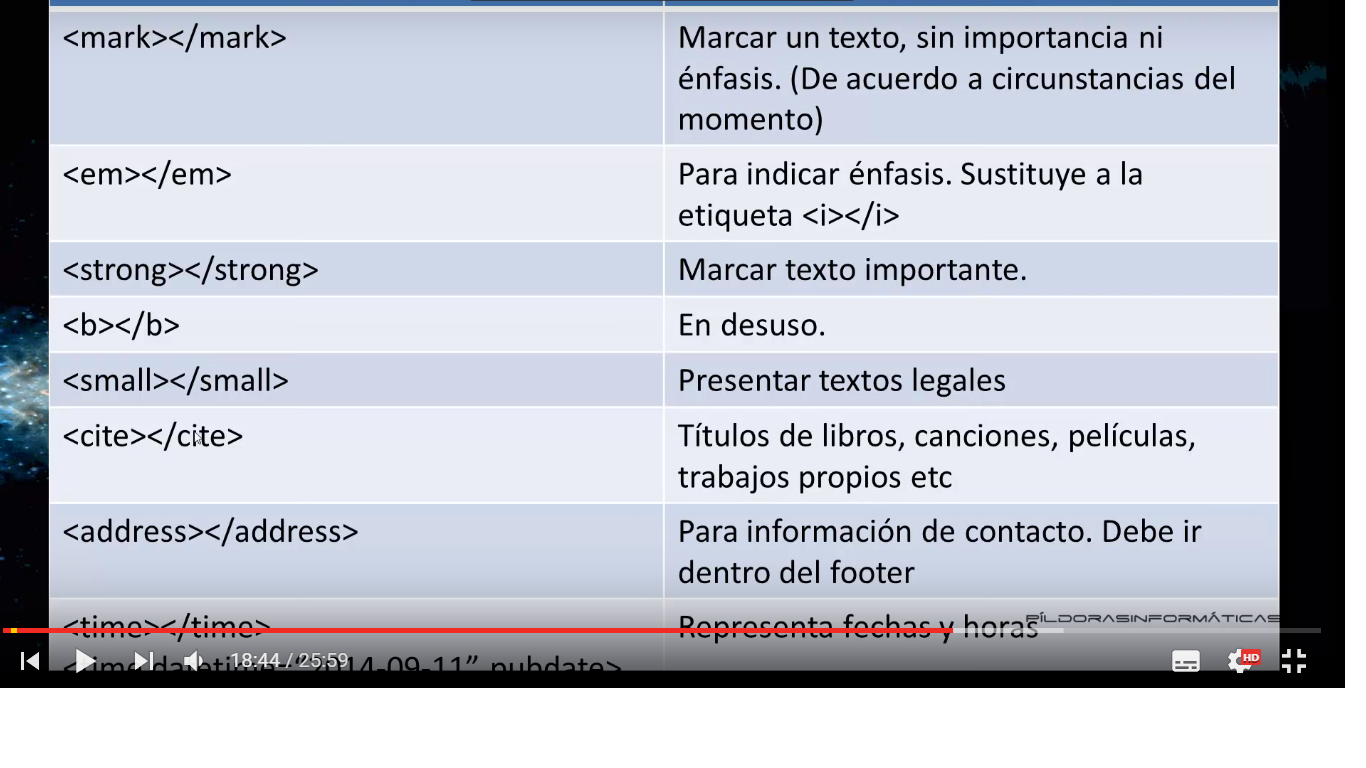 <mark></mark>
Marcar un texto, sin importancia ni
énfasis. (De acuerdo a circunstancias del
momento)
<em></em>
Para indicar énfasis. Sustituye a la
etiqueta <i></i>
<strong></strong>
Marcar texto importante.
<b></b>
En desuso.
<small></small>
Presentar textos legales
<cite></cite>
Títulos de libros, canciones, películas,
trabajos propios etc
<address></address>
Para información de contacto. Debe ir
dentro del footer
<time></time>
Representa fechas y horas
PÍLDORASINFORMÁTICAS
<time datetime="2014-09-11" pubdate>
18:44 / 25:59
HD